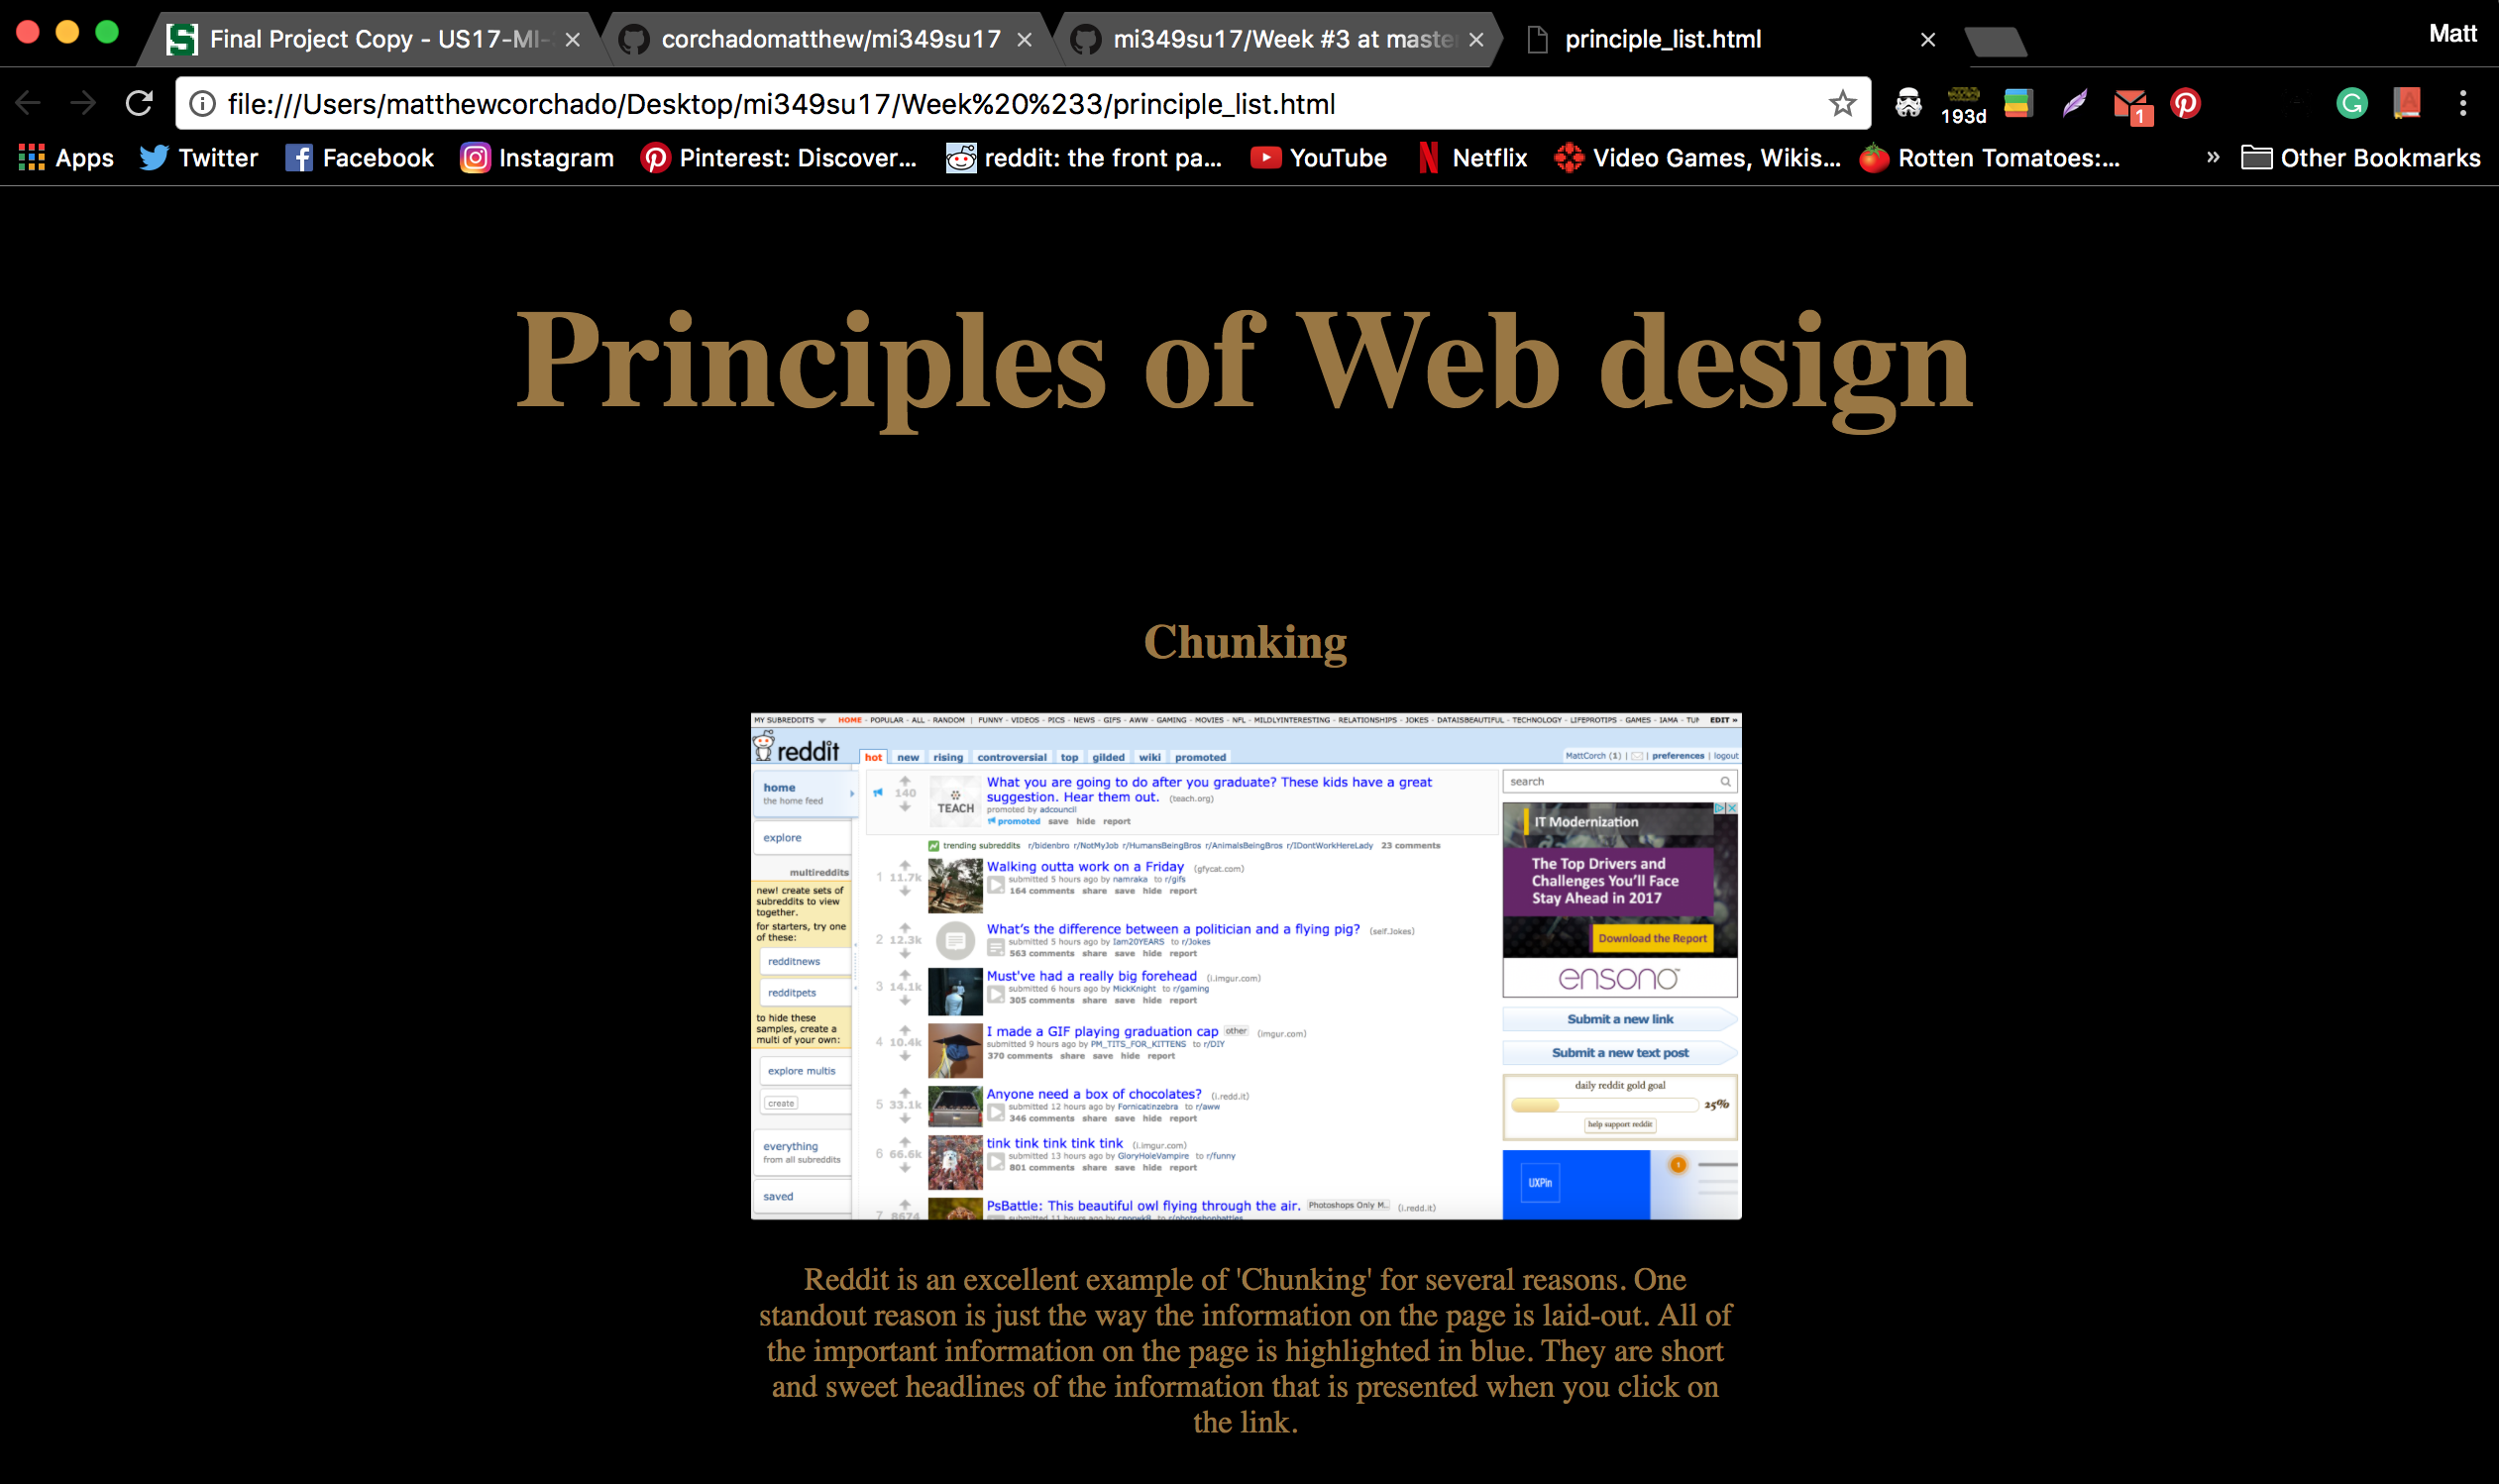 Final Project Copy - US17-MI-
corchadomatthew/mi349su17
mi349su17/Week #3 at maste
principle_list.html
Matt
file:///Users/matthewcorchado/Desktop/mi349su17/Week%20%233/principle_list.html
193d
1
Apps
Twitter
Facebook
Pinterest: Discover...
Instagram
reddit: the front pa...
YouTube
Netflix
Video Games, Wikis...
Rotten Tomatoes:...
»
Other Bookmarks
Principles of Web design
Chunking
MY SUBREDDITS HOME - POPULAR - ALL - RANDOM | FUNNY - VIDEOS - PICS - NEWS - GIFS - AWW - GAMING - MOVIES - NFL - MILDLYINTERESTING - RELATIONSHIPS - JOKES - DATAISBEAUTIFUL - TECHNOLOGY - LIFEPROTIPS - GAMES - IAMA - EDIT »
reddit hot new rising controversial top gilded wiki promoted
MattCorch (1) | preferences | logout
home
the home feed
explore
multireddits
new! create sets of
subreddits to view
together.
for starters, try one
of these:
redditnews
redditpets
to hide these
samples, create a
multi of your own:
explore multis
create
everything
from all subreddits
saved
140
TEACH
What you are going to do after you graduate? These kids have a great
suggestion. Hear them out. (teach.org)
promoted by adcouncil
promoted save hide report
trending subreddits r/bidenbro r/NotMyJob r/HumansBeingBros r/AnimalsBeingBros r/IDontWorkHereLady 23 comments
1 11.7k
Walking outta work on a Friday (gfycat.com)
submitted 5 hours ago by namraka to r/gifs
164 comments share save hide report
2 12.3k
What's the difference between a politician and a flying pig? (self.Jokes)
submitted 5 hours ago by Iam20YEARS to r/Jokes
563 comments share save hide report
3 14.1k
Must've had a really big forehead (i.imgur.com)
submitted 6 hours ago by MickKnight to r/gaming
305 comments share save hide report
4 10.4k
I made a GIF playing graduation cap other (imgur.com)
submitted 9 hours ago by PM_TITS_FOR_KITTENS to r/DIY
370 comments share save hide report
5 33.1k
Anyone need a box of chocolates? (i.redd.it)
submitted 12 hours ago by Fornicatinzebra to r/aww
346 comments share save hide report
6 66.6k
tink tink tink tink tink (i.imgur.com)
submitted 13 hours ago by GloryHoleVampire to r/funny
801 comments share save hide report
7 8674
PsBattle: This beautiful owl flying through the air. Photoshops Only M.. (i.redd.it)
submitted 11 hours ago by to r/photoshopbattles
search
IT Modernization
The Top Drivers and
Challenges You'll Face
Stay Ahead in 2017
Download the Report
ensono
Submit a new link
Submit a new text post
daily reddit gold goal
25%
help support reddit
UXPin
Reddit is an excellent example of 'Chunking' for several reasons. One
standout reason is just the way the information on the page is laid-out. All of
the important information on the page is highlighted in blue. They are short
and sweet headlines of the information that is presented when you click on
the link.